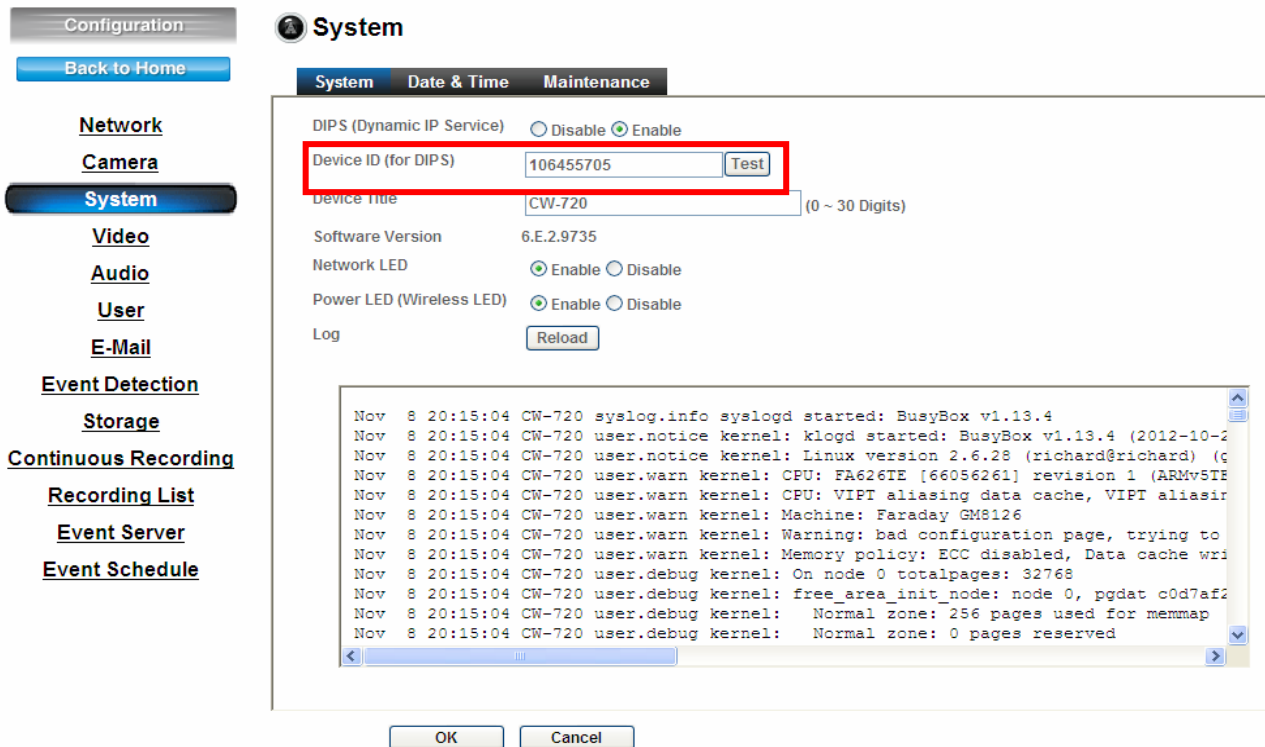 Configuration
Back to Home
Network
Camera
System
Video
Audio
User
E-Mail
Event Detection
Storage
Continuous Recording
Recording List
Event Server
Event Schedule
System
System Date & Time Maintenance
DIPS (Dynamic IP Service) Disable Enable
Device ID (for DIPS) 106455705 Test
Device Title CW-720 (0 ~ 30 Digits)
Software Version 6.E.2.9735
Network LED Enable Disable
Power LED (Wireless LED) Enable Disable
Log Reload
Nov 8 20:15:04 CW-720 syslog.info syslogd started: BusyBox v1.13.4
Nov 8 20:15:04 CW-720 user.notice kernel: klogd started: BusyBox v1.13.4 (2012-10-2
Nov 8 20:15:04 CW-720 user.notice kernel: Linux version 2.6.28 (richard@richard) (g
Nov 8 20:15:04 CW-720 user.warn kernel: CPU: FA626TE [66056261] revision 1 (ARMv5TE
Nov 8 20:15:04 CW-720 user.warn kernel: CPU: VIPT aliasing data cache, VIPT aliasin
Nov 8 20:15:04 CW-720 user.warn kernel: Machine: Faraday GM8126
Nov 8 20:15:04 CW-720 user.warn kernel: Warning: bad configuration page, trying to
Nov 8 20:15:04 CW-720 user.warn kernel: Memory policy: ECC disabled, Data cache wri
Nov 8 20:15:04 CW-720 user.debug kernel: On node 0 totalpages: 32768
Nov 8 20:15:04 CW-720 user.debug kernel: free_area_init_node: node 0, pgdat c0d7af2
Nov 8 20:15:04 CW-720 user.debug kernel: Normal zone: 256 pages used for memmap
Nov 8 20:15:04 CW-720 user.debug kernel: Normal zone: 0 pages reserved
OK Cancel